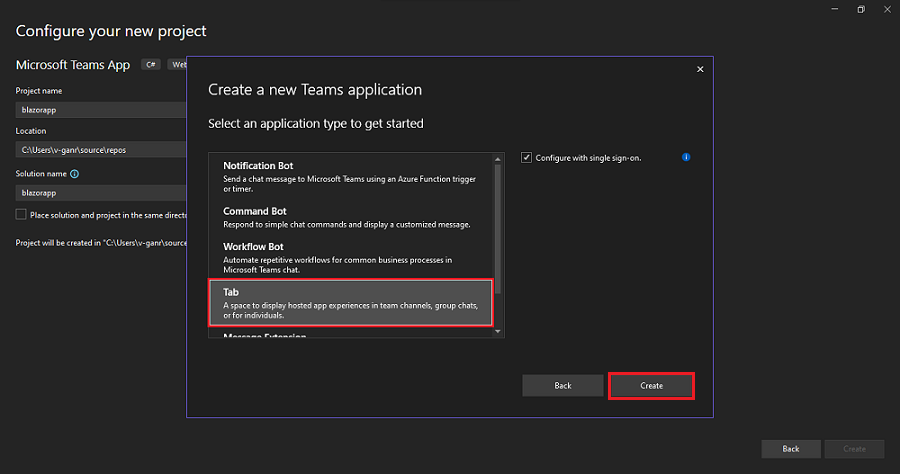 Configure your new project
Microsoft Teams App C# Web
Project name
blazorapp
Location
C:\Users\v-ganr\source\repos
Solution name
blazorapp
Place solution and project in the same directo
Project will be created in "C:\Users\v-ganr\source
Create a new Teams application
Select an application type to get started
Notification Bot
Send a chat message to Microsoft Teams using an Azure Function trigger
or timer.
Command Bot
Respond to simple chat commands and display a customized message.
Workflow Bot
Automate repetitive workflows for common business processes in
Microsoft Teams chat.
Tab
A space to display hosted app experiences in team channels, group chats,
or for individuals.
Message Extension
Configure with single sign-on.
Back
Create
Back
Create